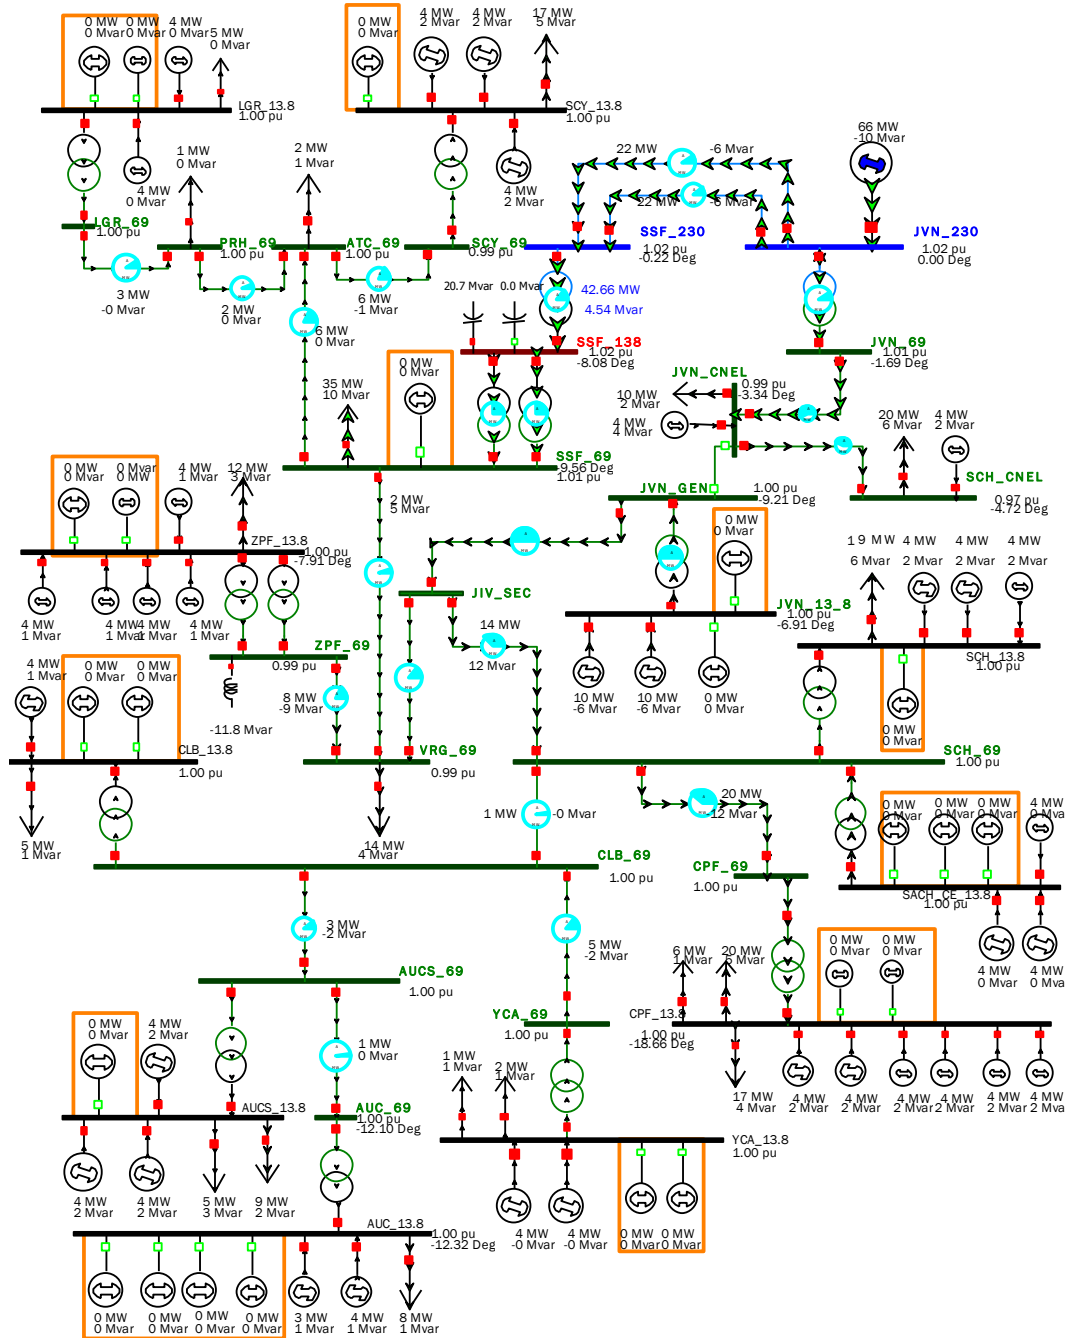 0 MW
0 Mvar
0 MW
0 Mvar
4 MW
0 Mvar
5 MW
0 Mvar
LGR_13.8
1.00 pu
4 MW
0 Mvar
0 MW
0 Mvar
4 MW
2 Mvar
4 MW
2 Mvar
17 MW
5 Mvar
SCY_13.8
1.00 pu
4 MW
2 Mvar
66 MW
-10 Mvar
22 MW
-6 Mvar
22 MW
-6 Mvar
1 MW
0 Mvar
2 MW
1 Mvar
LGR_69
1.00 pu
PRH_69
1.00 pu
ATC_69
1.00 pu
SCY_69
0.99 pu
SSF_230
1.02 pu
-0.22 Deg
JVN_230
1.02 pu
0.00 Deg
3 MW
-0 Mvar
2 MW
0 Mvar
6 MW
-1 Mvar
6 MW
0 Mvar
20.7 Mvar
0.0 Mvar
42.66 MW
4.54 Mvar
SSF_138
1.02 pu
-8.08 Deg
JVN_69
1.01 pu
-1.69 Deg
35 MW
10 Mvar
0 MW
0 Mvar
JVN_CNEL
0.99 pu
-3.34 Deg
10 MW
2 Mvar
4 MW
4 Mvar
20 MW
6 Mvar
4 MW
2 Mvar
SCH_CNEL
0.97 pu
-4.72 Deg
SSF_69
-9.56 Deg
1.01 pu
JVN_GEN
1.00 pu
-9.21 Deg
0 MW
0 Mvar
0 MW
0 Mvar
4 MW
1 Mvar
12 MW
3 Mvar
ZPF_13.8
1.00 pu
-7.91 Deg
2 MW
5 Mvar
0 MW
0 Mvar
19 MW
6 Mvar
4 MW
2 Mvar
4 MW
2 Mvar
4 MW
2 Mvar
JIV_SEC
JVN_13_8
1.00 pu
-6.91 Deg
4 MW
1 Mvar
4 MW
1 Mvar
4 MW
1 Mvar
4 MW
1 Mvar
14 MW
12 Mvar
SCH_13.8
1.00 pu
ZPF_69
0.99 pu
-11.8 Mvar
8 MW
-9 Mvar
10 MW
-6 Mvar
10 MW
-6 Mvar
0 MW
0 Mvar
0 MW
0 Mvar
4 MW
1 Mvar
0 MW
0 Mvar
0 MW
0 Mvar
CLB_13.8
1.00 pu
VRG_69
0.99 pu
SCH_69
1.00 pu
5 MW
1 Mvar
14 MW
4 Mvar
1 MW
-0 Mvar
20 MW
-12 Mvar
0 MW
0 Mvar
0 MW
0 Mvar
0 MW
0 Mvar
4 MW
0 Mvar
CLB_69
1.00 pu
CPF_69
1.00 pu
SACH_CE_13.8
1.00 pu
4 MW
0 Mvar
4 MW
0 Mvar
3 MW
-2 Mvar
5 MW
-2 Mvar
6 MW
1 Mvar
20 MW
0 MW
0 Mvar
0 MW
0 Mvar
AUCS_69
1.00 pu
YCA_69
1.00 pu
CPF_13.8
1.00 pu
-18.66 Deg
0 MW
0 Mvar
4 MW
2 Mvar
1 MW
0 Mvar
1 MW
1 Mvar
2 MW
1 Mvar
17 MW
4 Mvar
4 MW
2 Mvar
4 MW
2 Mvar
4 MW
2 Mvar
4 MW
2 Mvar
4 MW
2 Mvar
4 MW
2 Mvar
AUCS_13.8
AUC_69
1.00 pu
-12.10 Deg
YCA_13.8
1.00 pu
4 MW
2 Mvar
4 MW
2 Mvar
5 MW
3 Mvar
9 MW
2 Mvar
4 MW
-0 Mvar
4 MW
-0 Mvar
0 MW
0 Mvar
0 MW
0 Mvar
AUC_13.8
1.00 pu
-12.32 Deg
0 MW
0 Mvar
0 MW
0 Mvar
0 MW
0 Mvar
0 MW
0 Mvar
3 MW
1 Mvar
4 MW
1 Mvar
8 MW
1 Mvar